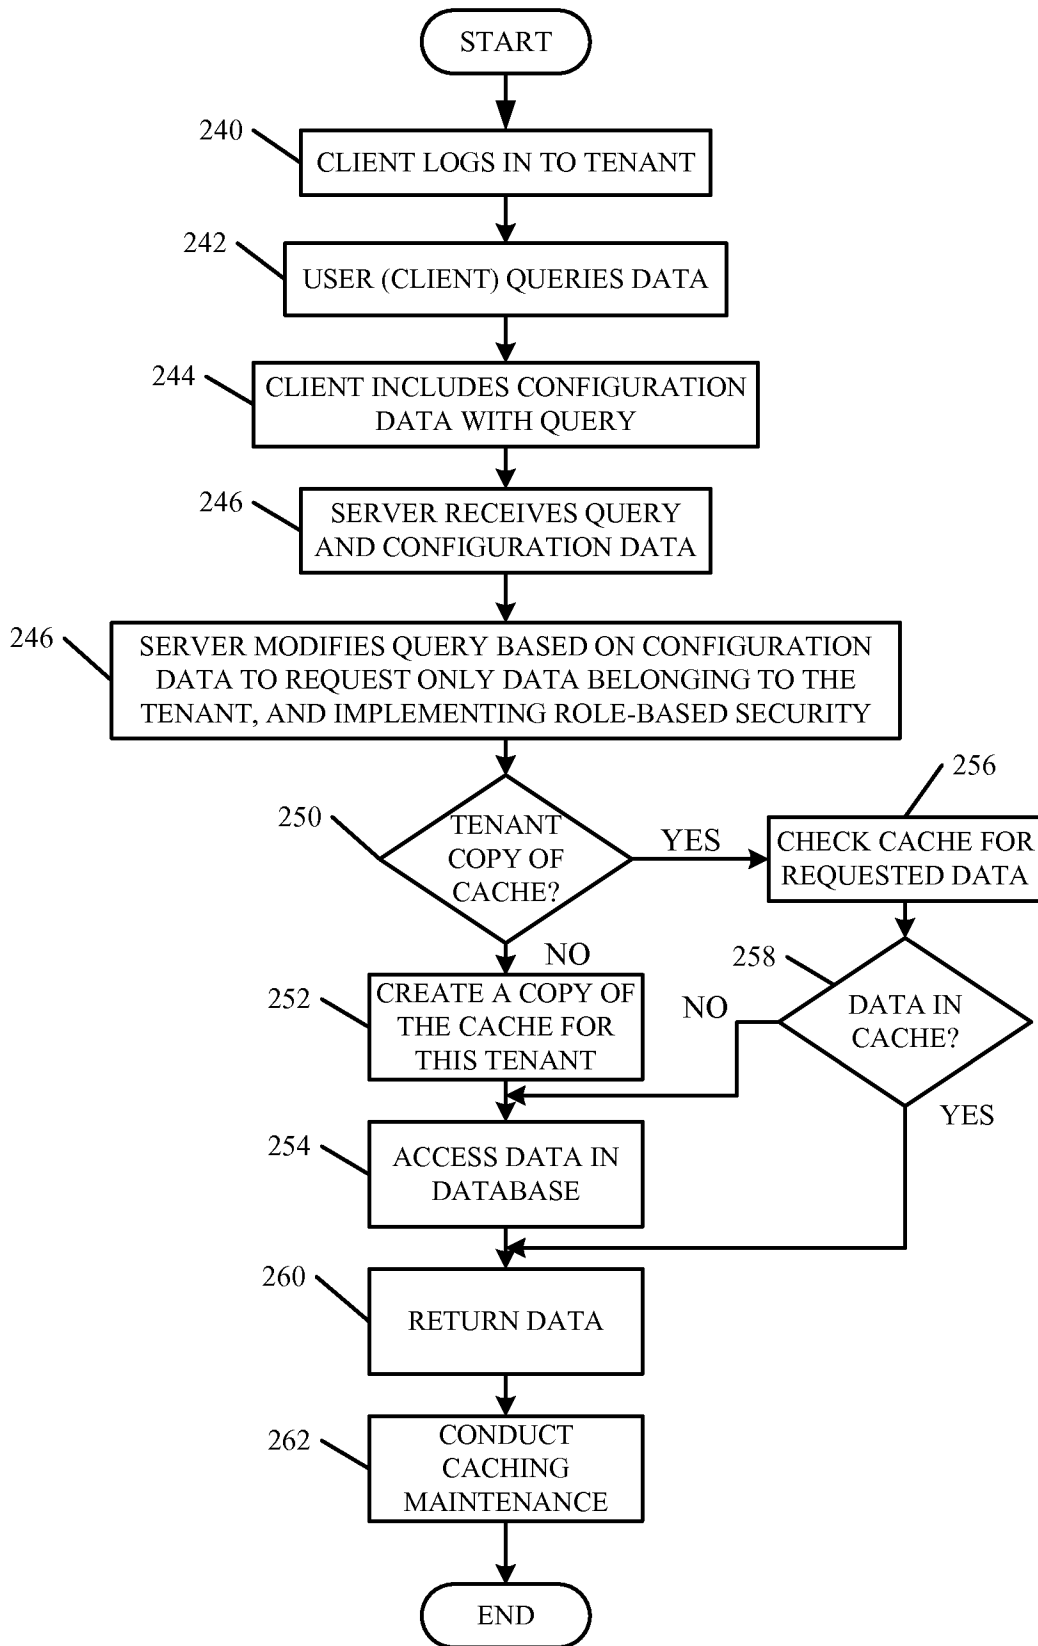 START
240
CLIENT LOGS IN TO TENANT
242
USER (CLIENT) QUERIES DATA
244
CLIENT INCLUDES CONFIGURATION
DATA WITH QUERY
246
SERVER RECEIVES QUERY
AND CONFIGURATION DATA
246
SERVER MODIFIES QUERY BASED ON CONFIGURATION
DATA TO REQUEST ONLY DATA BELONGING TO THE
TENANT, AND IMPLEMENTING ROLE-BASED SECURITY
250
TENANT
COPY OF
CACHE?
YES
256
CHECK CACHE FOR
REQUESTED DATA
NO
252
CREATE A COPY OF
THE CACHE FOR
THIS TENANT
258
DATA IN
CACHE?
NO
YES
254
ACCESS DATA IN
DATABASE
260
RETURN DATA
262
CONDUCT
CACHING
MAINTENANCE
END